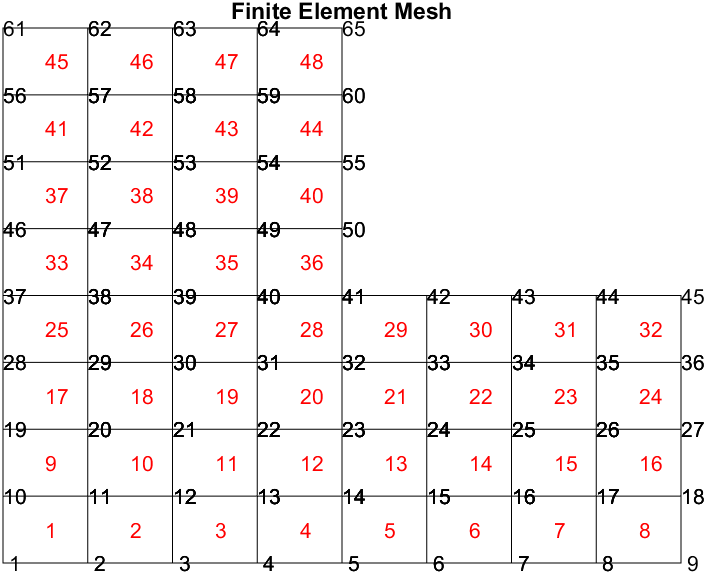 Finite Element Mesh
61 62 63 64 65
45 46 47 48
56 57 58 59 60
41 42 43 44
51 52 53 54 55
37 38 39 40
46 47 48 49 50
33 34 35 36
37 38 39 40 41 42 43 44 45
25 26 27 28 29 30 31 32
28 29 30 31 32 33 34 35 36
17 18 19 20 21 22 23 24
19 20 21 22 23 24 25 26 27
9 10 11 12 13 14 15 16
10 11 12 13 14 15 16 17 18
1 2 3 4 5 6 7 8
1 2 3 4 5 6 7 8 9